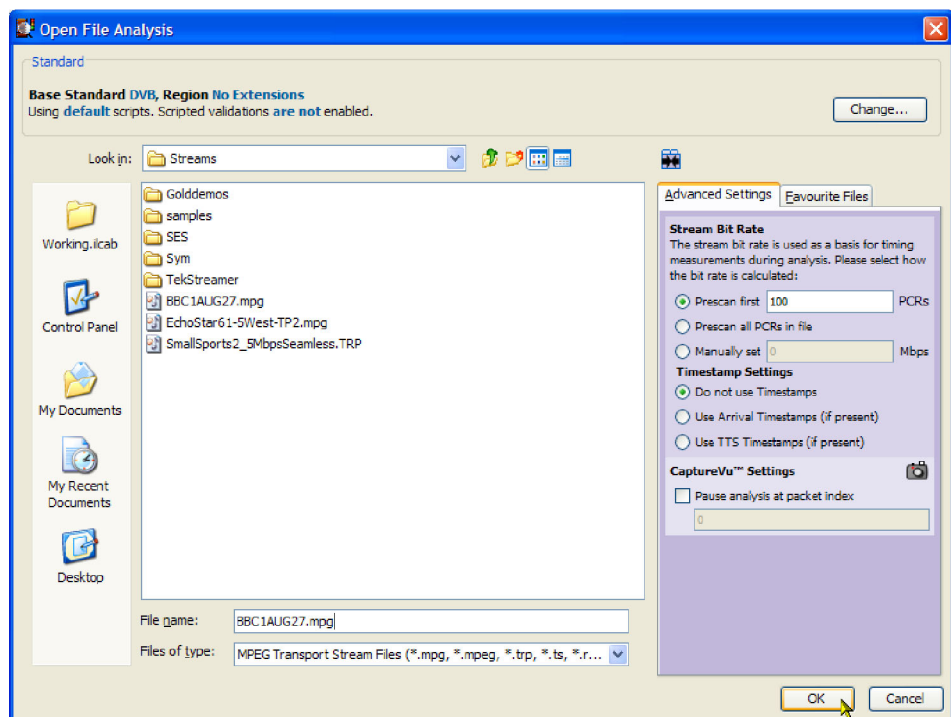 Open File Analysis
Standard
Base Standard DVB, Region No Extensions
Using default scripts. Scripted validations are not enabled.
Change...
Look in:
Streams
Working.ilcab
Control Panel
My Documents
My Recent
Documents
Desktop
Golddemos
samples
SES
Sym
TekStreamer
BBC1AUG27.mpg
EchoStar61-5West-TP2.mpg
SmallSports2_5MbpsSeamless.TRP
File name:
BBC1AUG27.mpg
Files of type:
MPEG Transport Stream Files (*.mpg, *.mpeg, *.trp, *.ts, *.r...
Advanced Settings
Favourite Files
Stream Bit Rate
The stream bit rate is used as a basis for timing
measurements during analysis. Please select how
the bit rate is calculated:
Prescan first 100 PCRs
Prescan all PCRs in file
Manually set 0 Mbps
Timestamp Settings
Do not use Timestamps
Use Arrival Timestamps (if present)
Use TTS Timestamps (if present)
CaptureVu™ Settings
Pause analysis at packet index
0
OK
Cancel